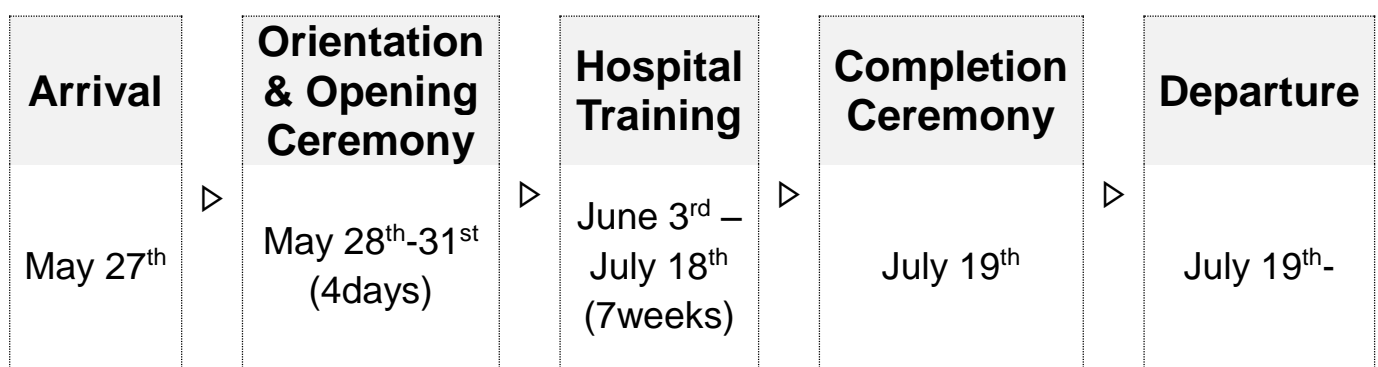 Arrival
May 27th
Orientation
& Opening
Ceremony
May 28th-31st
(4days)
Hospital
Training
June 3rd –
July 18th
(7weeks)
Completion
Ceremony
July 19th
Departure
July 19th-